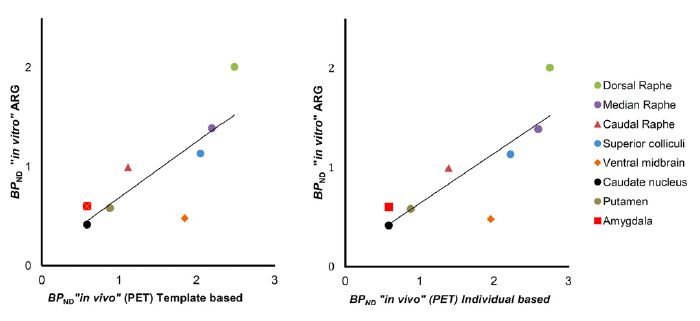 BPND "in vitro" ARG
2
1
0
0
1
2
3
BPND "in vivo" (PET) Template based
BPND "in vitro" ARG
2
1
0
0
1
2
3
BPND "in vivo" (PET) Individual based
Dorsal Raphe
Median Raphe
Caudal Raphe
Superior colliculi
Ventral midbrain
Caudate nucleus
Putamen
Amygdala